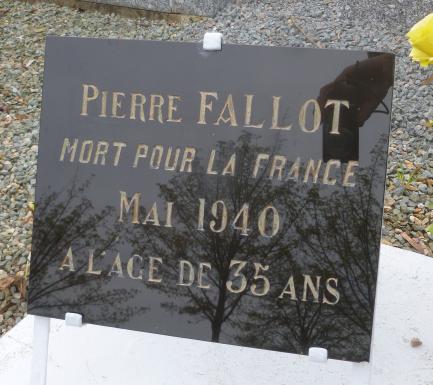 PIERRE FALLOT
MORT POUR LA FRANCE
MAI 1940
A L'AGE DE 35 ANS